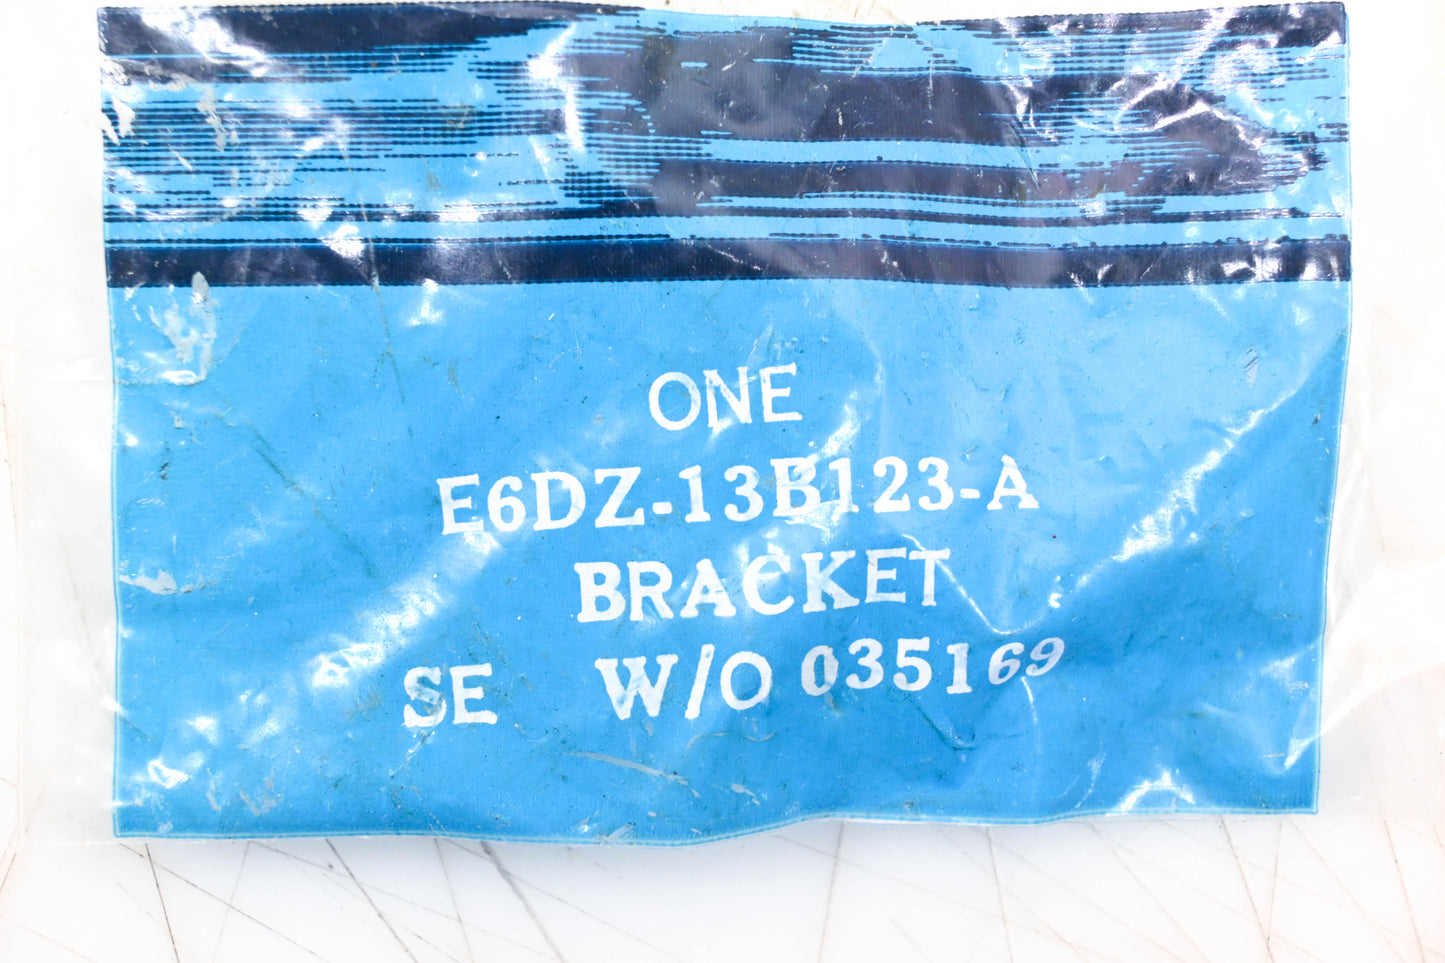 ONE
E6DZ-13B123-A
BRACKET
SE W/O 035169